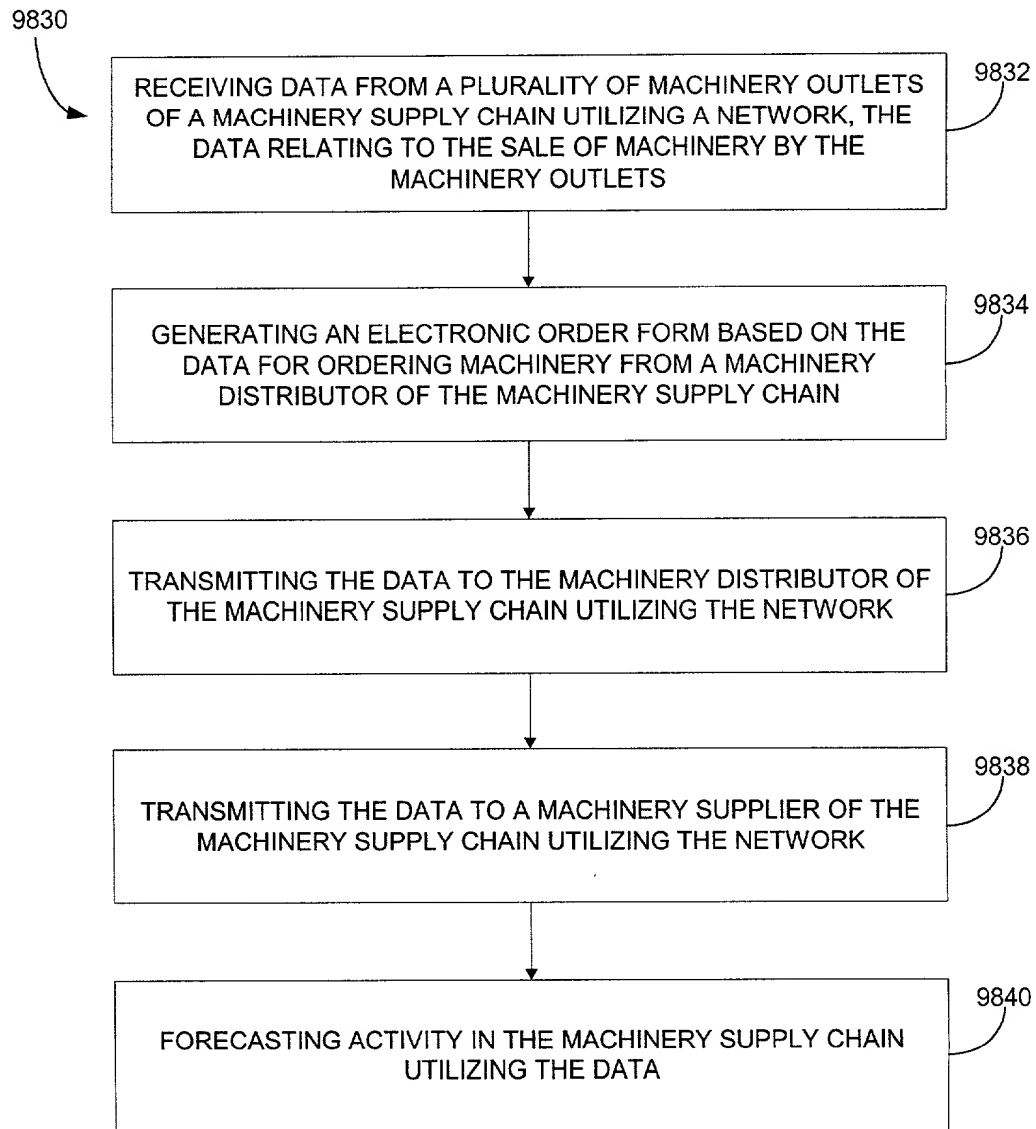 9830
RECEIVING DATA FROM A PLURALITY OF MACHINERY OUTLETS
OF A MACHINERY SUPPLY CHAIN UTILIZING A NETWORK, THE
DATA RELATING TO THE SALE OF MACHINERY BY THE
MACHINERY OUTLETS
9832
GENERATING AN ELECTRONIC ORDER FORM BASED ON THE
DATA FOR ORDERING MACHINERY FROM A MACHINERY
DISTRIBUTOR OF THE MACHINERY SUPPLY CHAIN
9834
TRANSMITTING THE DATA TO THE MACHINERY DISTRIBUTOR OF
THE MACHINERY SUPPLY CHAIN UTILIZING THE NETWORK
9836
TRANSMITTING THE DATA TO A MACHINERY SUPPLIER OF THE
MACHINERY SUPPLY CHAIN UTILIZING THE NETWORK
9838
FORECASTING ACTIVITY IN THE MACHINERY SUPPLY CHAIN
UTILIZING THE DATA
9840